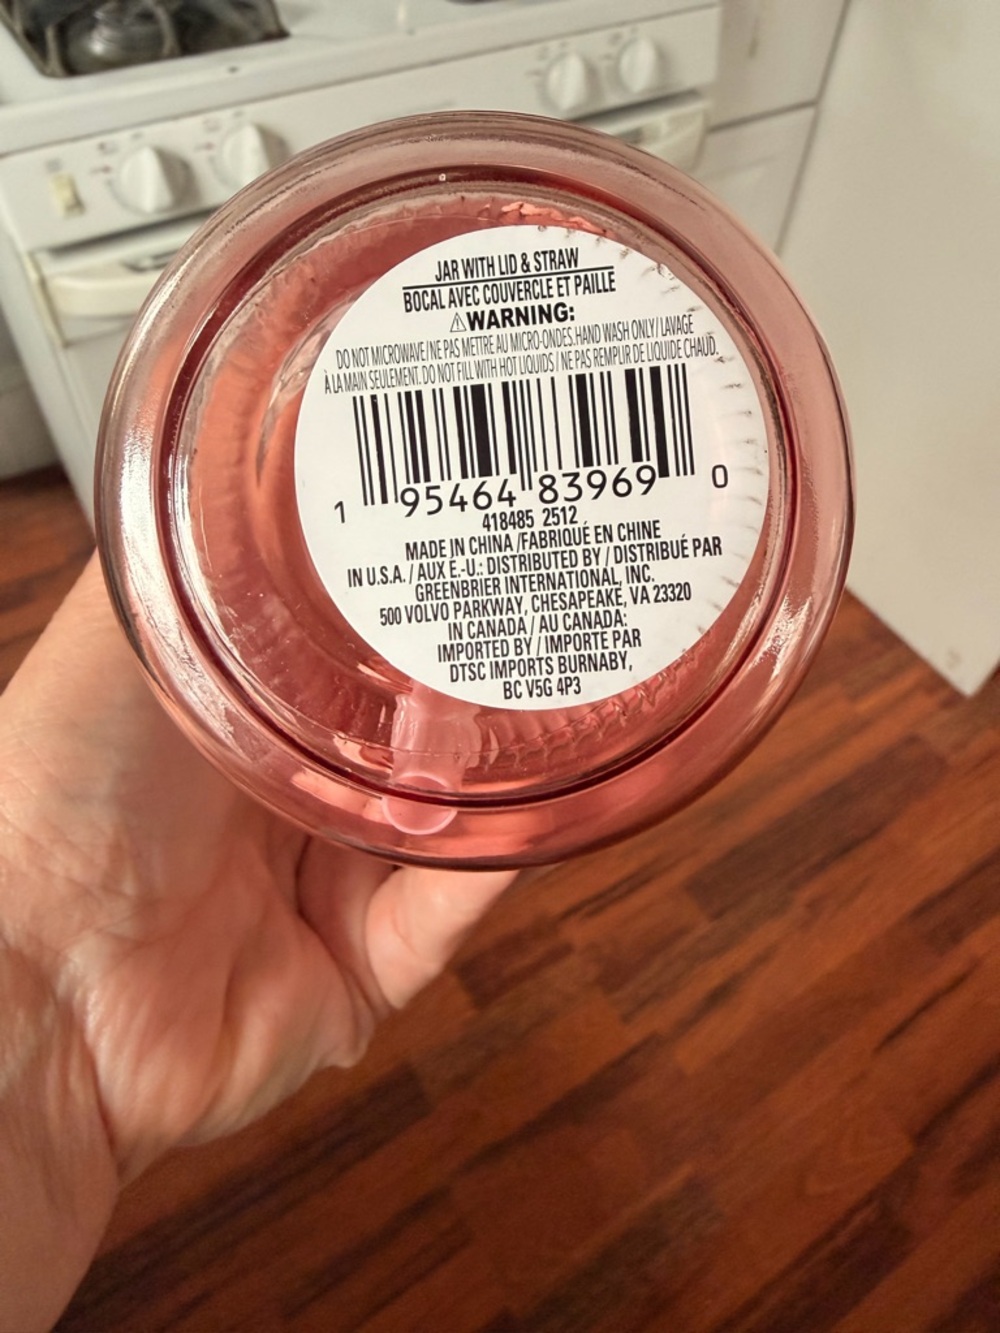 JAR WITH LID & STRAW
BOCAL AVEC COUVERCLE ET PAILLE
⚠WARNING:
DO NOT MICROWAVE/NE PAS METTRE AU MICRO-ONDES.HAND WASH ONLY/LAVAGE
À LA MAIN SEULEMENT. DO NOT FILL WITH HOT LIQUIDS / NE PAS REMPLIR DE LIQUIDE CHAUD.
1 95464 83969 0
418485 2512
MADE IN CHINA /FABRIQUÉ EN CHINE
IN U.S.A. / AUX É.-U.: DISTRIBUTED BY / DISTRIBUÉ PAR
GREENBRIER INTERNATIONAL, INC.
500 VOLVO PARKWAY, CHESAPEAKE, VA 23320
IN CANADA / AU CANADA:
IMPORTED BY / IMPORTÉ PAR
DTSC IMPORTS BURNABY,
BC V5G 4P3